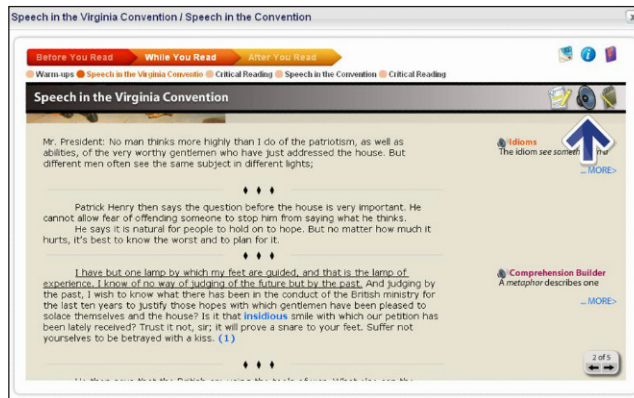 Speech in the Virginia Convention / Speech in the Convention
Before You Read While You Read After You Read
Warm-ups Speech in the Virginia Conventio Critical Reading Speech in the Convention Critical Reading
Speech in the Virginia Convention
Mr. President: No man thinks more highly than I do of the patriotism, as well as
abilities, of the very worthy gentlemen who have just addressed the house. But
different men often see the same subject in different lights;
Idioms
The idiom see
... MORE>
Patrick Henry then says the question before the house is very important. He
cannot allow fear of offending someone to stop him from saying what he thinks.
He says it is natural for people to hold on to hope. But no matter how much it
hurts, it's best to know the worst and to plan for it.
I have but one lamp by which my feet are guided, and that is the lamp of
experience. I know of no way of judging of the future but by the past. And judging by
the past, I wish to know what there has been in the conduct of the British ministry for
the last ten years to justify those hopes with which gentlemen have been pleased to
solace themselves and the house? Is it that insidious smile with which our petition has
been lately received? Trust it not, sir; it will prove a snare to your feet. Suffer not
yourselves to be betrayed with a kiss. (1)
Comprehension Builder
A metaphor describes one
... MORE>
2 of 5